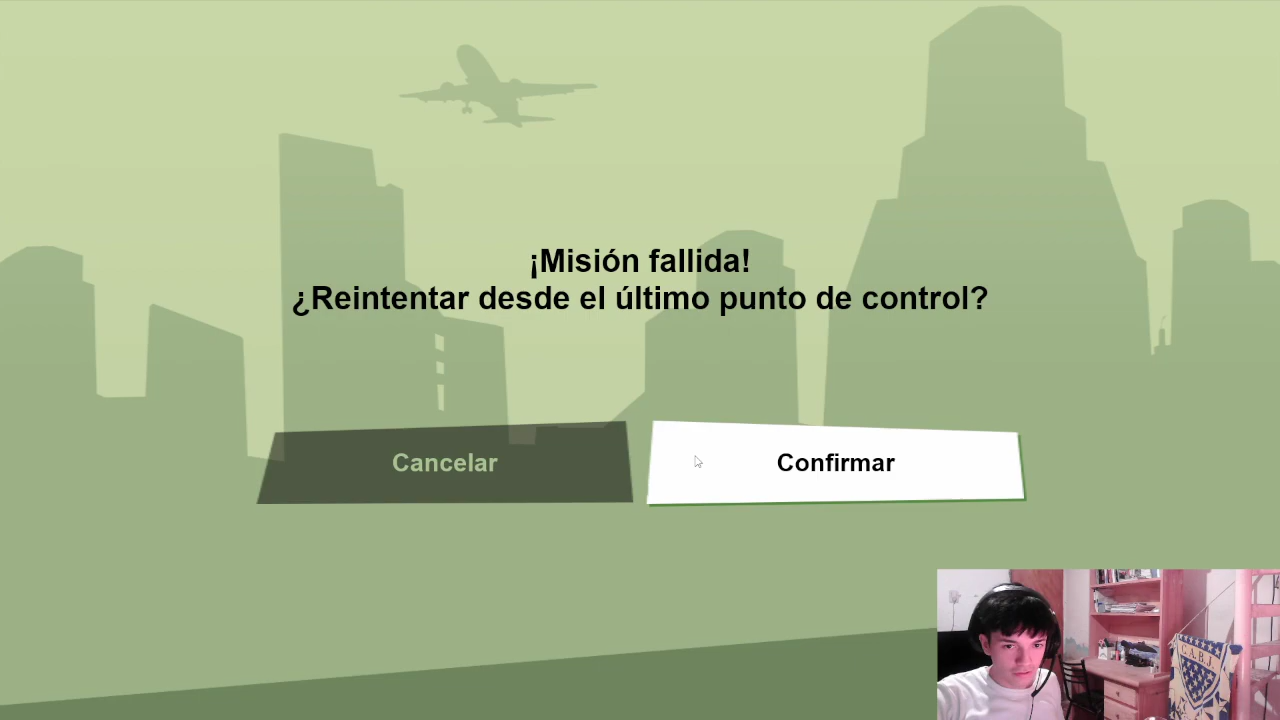 ¡Misión fallida!
¿Reintentar desde el último punto de control?
Cancelar
Confirmar
C.A.B.J.